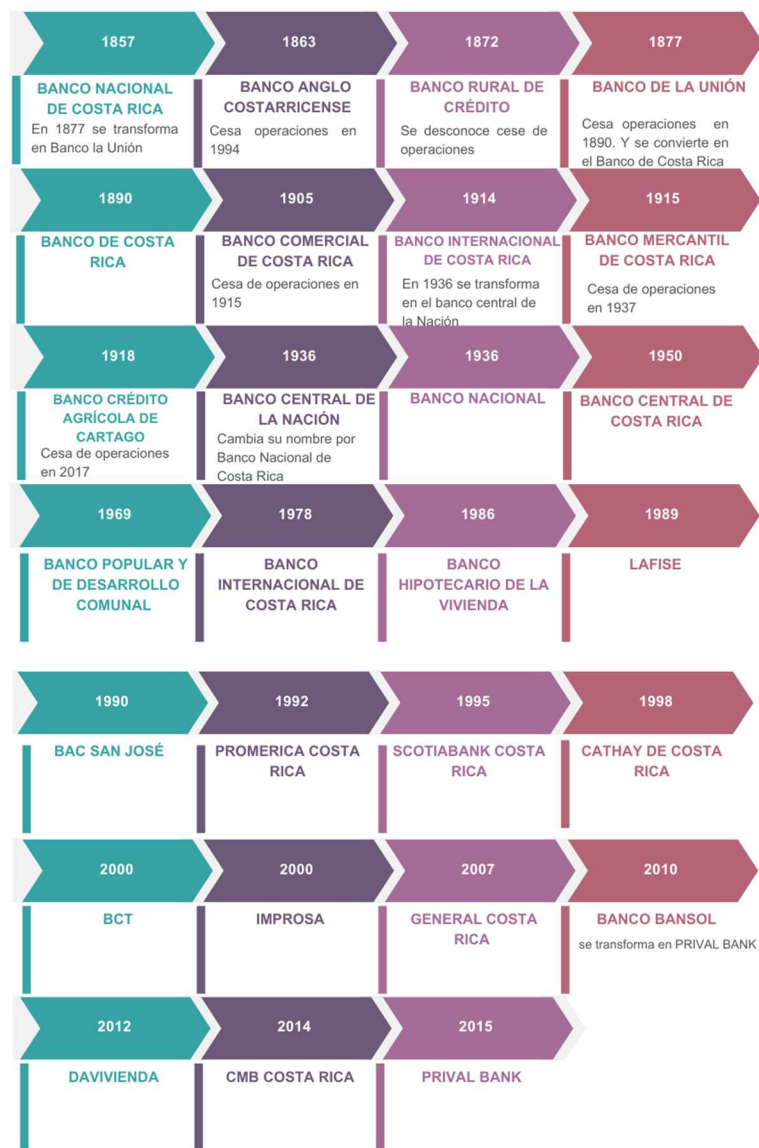 1857
BANCO NACIONAL
DE COSTA RICA
En 1877 se transforma
en Banco la Unión
1863
BANCO ANGLO
COSTARRICENSE
Cesa operaciones en
1994
1872
BANCO RURAL DE
CRÉDITO
Se desconoce cese de
operaciones
1877
BANCO DE LA UNIÓN
Cesa operaciones en
1890. Y se convierte en
el Banco de Costa Rica
1890
BANCO DE COSTA
RICA
1905
BANCO COMERCIAL
DE COSTA RICA
Cesa de operaciones en
1915
1914
BANCO INTERNACIONAL
DE COSTA RICA
En 1936 se transforma
en el banco central de
la Nación
1915
BANCO MERCANTIL
DE COSTA RICA
Cesa de operaciones
en 1937
1918
BANCO CRÉDITO
AGRÍCOLA DE
CARTAGO
Cesa de operaciones
en 2017
1936
BANCO CENTRAL DE
LA NACIÓN
Cambia su nombre por
Banco Nacional de
Costa Rica
1936
BANCO NACIONAL
1950
BANCO CENTRAL DE
COSTA RICA
1969
BANCO POPULAR Y
DE DESARROLLO
COMUNAL
1978
BANCO
INTERNACIONAL DE
COSTA RICA
1986
BANCO
HIPOTECARIO DE LA
VIVIENDA
1989
LAFISE
1990
BAC SAN JOSÉ
1992
PROMERICA COSTA
RICA
1995
SCOTIABANK COSTA
RICA
1998
CATHAY DE COSTA
RICA
2000
BCT
2000
IMPROSA
2007
GENERAL COSTA
RICA
2010
BANCO BANSOL
se transforma en PRIVAL BANK
2012
DAVIVIENDA
2014
CMB COSTA RICA
2015
PRIVAL BANK